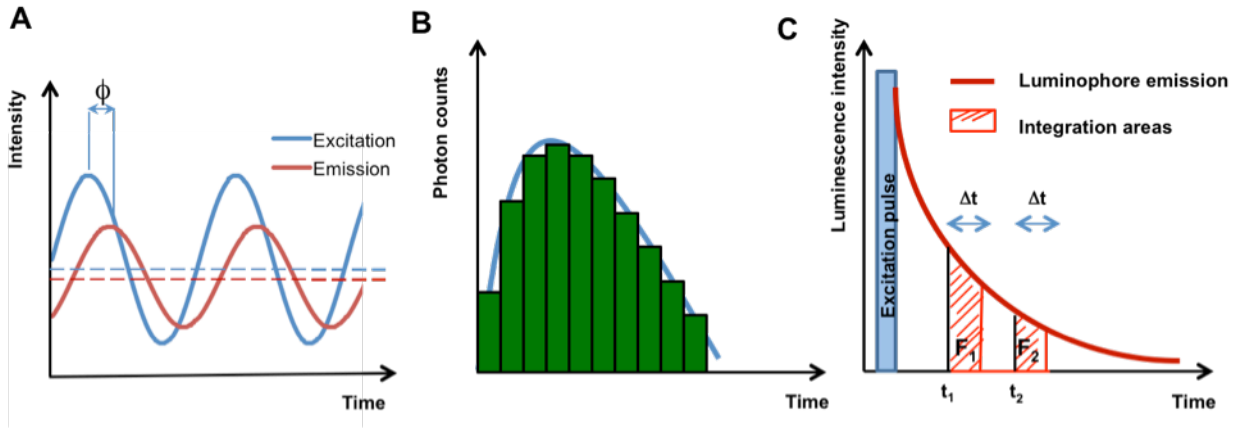 A
Intensity
ϕ
Excitation
Emission
Time
B
Photon counts
Time
C
Luminescence intensity
Excitation pulse
Luminophore emission
Integration areas
Δt
Δt
F₁
F₂
t₁
t₂
Time